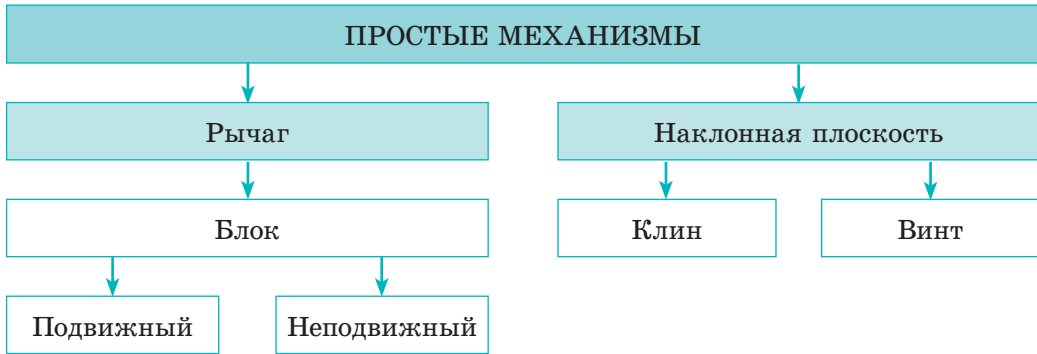 ПРОСТЫЕ МЕХАНИЗМЫ
Рычаг
Наклонная плоскость
Блок
Клин
Винт
Подвижный
Неподвижный